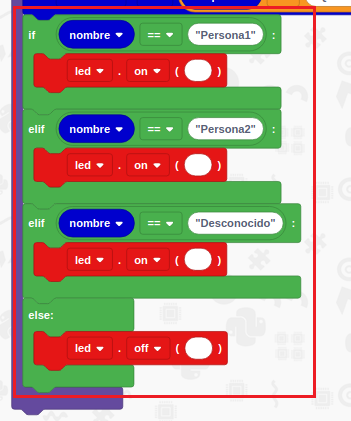 if nombre == "Persona1" :
led . on ( )
elif nombre == "Persona2" :
led . on ( )
elif nombre == "Desconocido" :
led . on ( )
else:
led . off ( )